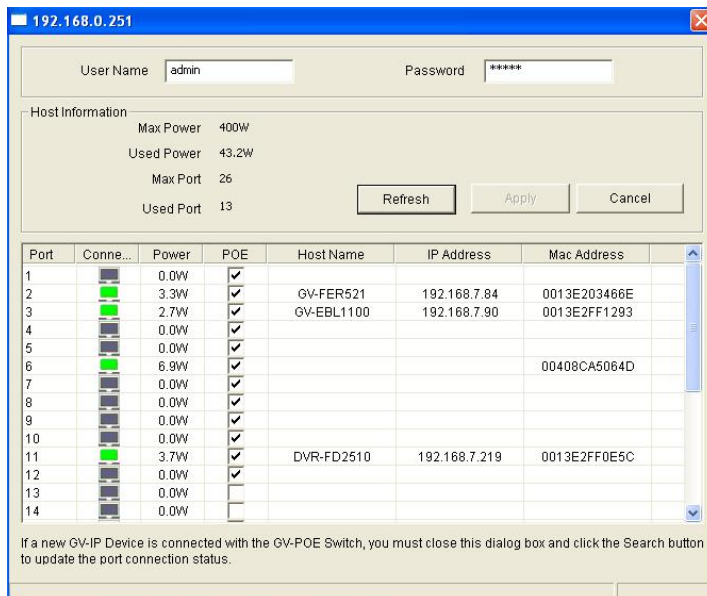 192.168.0.251
User Name admin Password *****
Host Information
Max Power 400W
Used Power 43.2W
Max Port 26
Used Port 13
Refresh Apply Cancel
Port Conne... Power POE Host Name IP Address Mac Address
1 0.0W
2 3.3W GV-FER521 192.168.7.84 0013E203466E
3 2.7W GV-EBL1100 192.168.7.90 0013E2FF1293
4 0.0W
5 0.0W
6 6.9W 00408CA5064D
7 0.0W
8 0.0W
9 0.0W
10 0.0W
11 3.7W DVR-FD2510 192.168.7.219 0013E2FF0E5C
12 0.0W
13 0.0W
14 0.0W
If a new GV-IP Device is connected with the GV-POE Switch, you must close this dialog box and click the Search button
to update the port connection status.